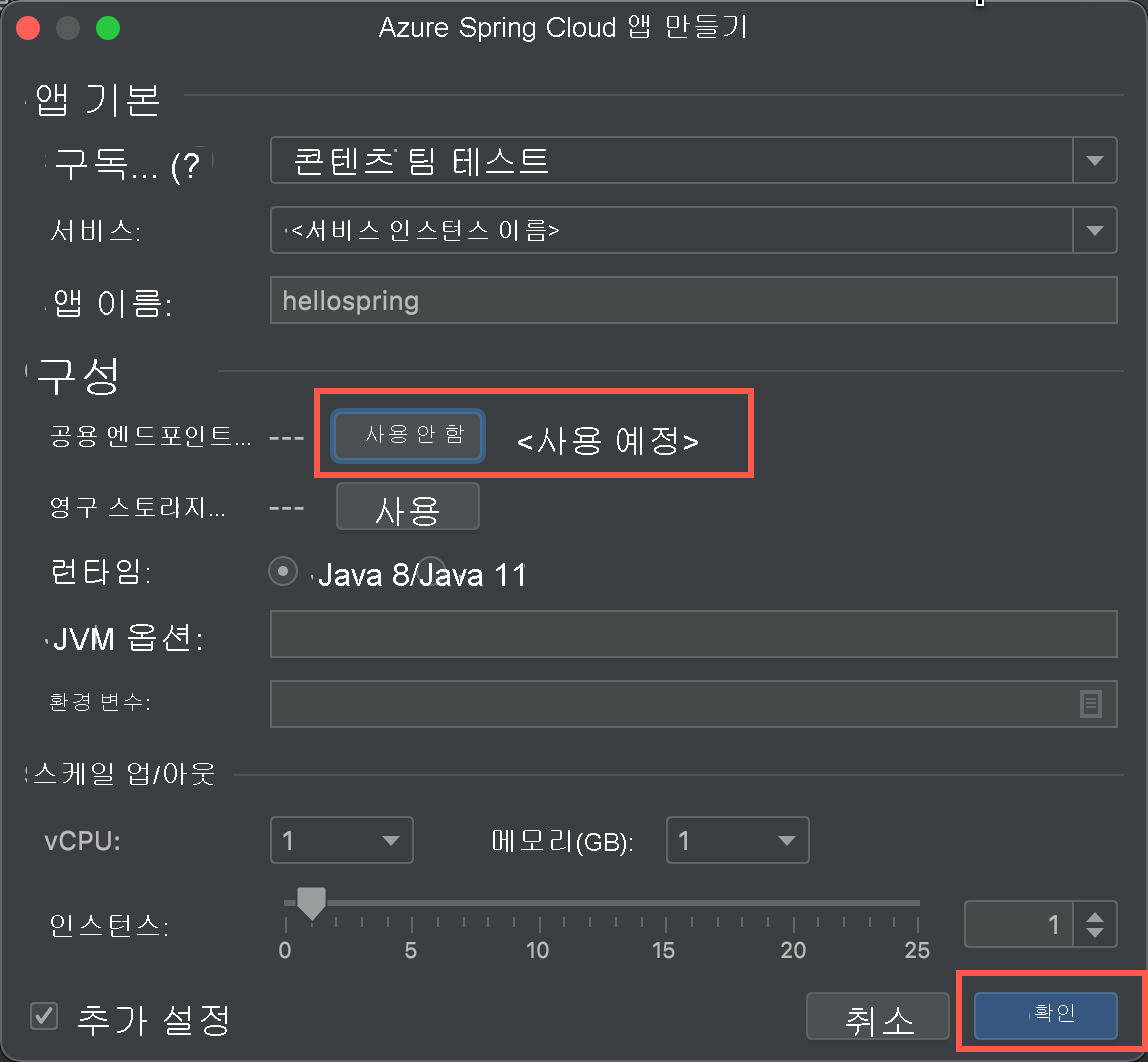 Azure Spring Cloud 앱 만들기
앱 기본
구독... (? 콘텐츠 팀 테스트
서비스: <서비스 인스턴스 이름>
앱 이름: hellospring
구성
공용 엔드포인트... --- 사용 안 함 <사용 예정>
영구 스토리지... --- 사용
런타임: Java 8/Java 11
JVM 옵션:
환경 변수:
스케일 업/아웃
vCPU: 1 메모리(GB): 1
인스턴스: 1
0 5 10 15 20 25
추가 설정 취소 확인